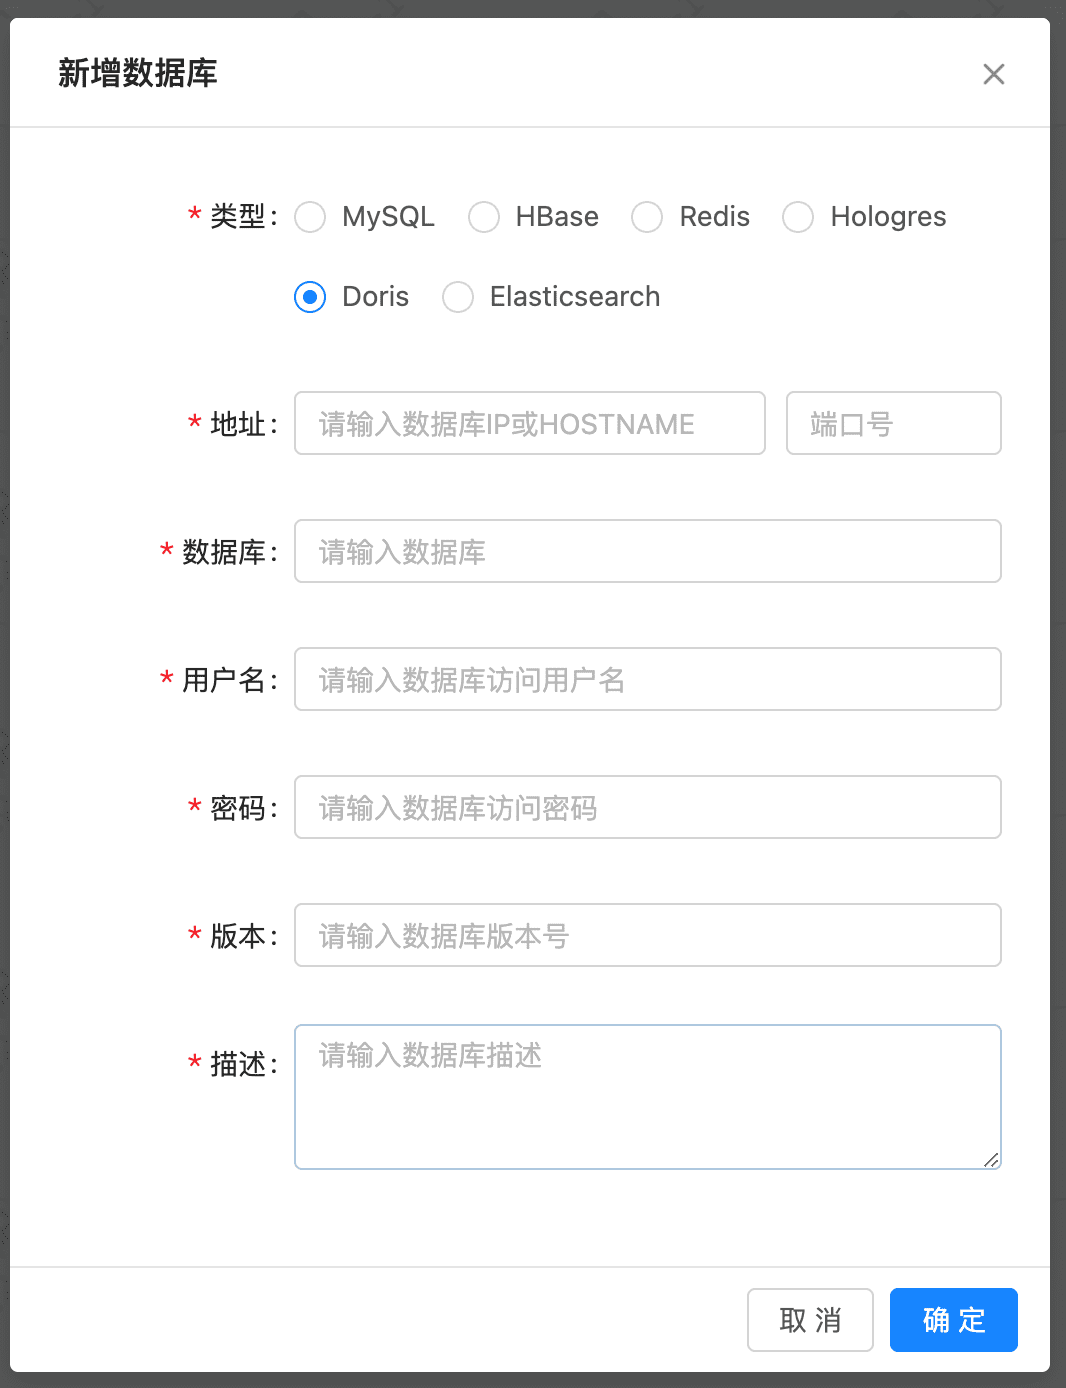 新增数据库
* 类型: MySQL HBase Redis Hologres
Doris Elasticsearch
* 地址: 请输入数据库IP或HOSTNAME 端口号
* 数据库: 请输入数据库
* 用户名: 请输入数据库访问用户名
* 密码: 请输入数据库访问密码
* 版本: 请输入数据库版本号
* 描述: 请输入数据库描述
取 消 确 定